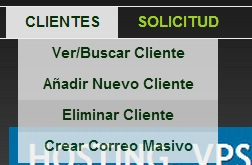 CLIENTES SOLICITUD
Ver/Buscar Cliente
Añadir Nuevo Cliente
Eliminar Cliente
Crear Correo Masivo
HOSTING VPS